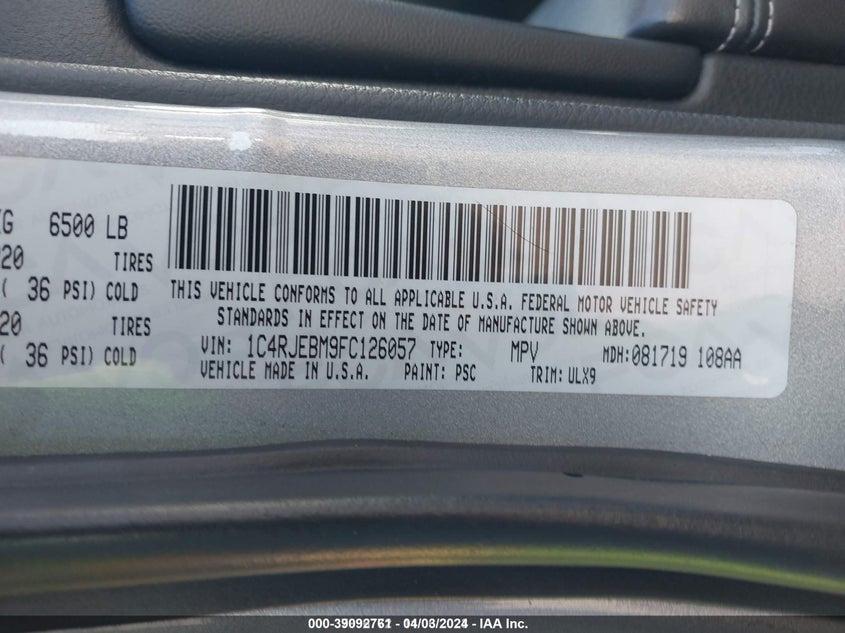 6500 LB
20 TIRES
( 36 PSI) COLD
20 TIRES
( 36 PSI) COLD
THIS VEHICLE CONFORMS TO ALL APPLICABLE U.S.A. FEDERAL MOTOR VEHICLE SAFETY
STANDARDS IN EFFECT ON THE DATE OF MANUFACTURE SHOWN ABOVE.
VIN: 1C4RJEBM9FC126057 TYPE: MPV MDH: 081719 108AA
VEHICLE MADE IN U.S.A. PAINT: PSC TRIM: ULX9
000-39092761 - 04/08/2024 - IAA Inc.